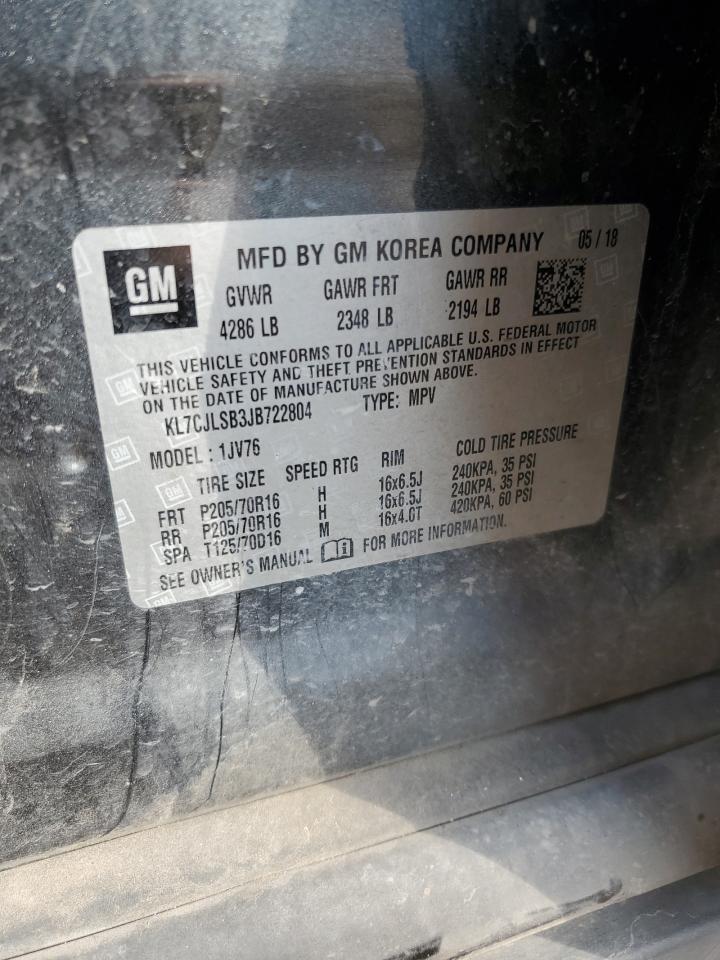 GM
MFD BY GM KOREA COMPANY 05 / 18
GVWR GAWR FRT GAWR RR
4286 LB 2348 LB 2194 LB
THIS VEHICLE CONFORMS TO ALL APPLICABLE U.S. FEDERAL MOTOR
VEHICLE SAFETY AND THEFT PREVENTION STANDARDS IN EFFECT
ON THE DATE OF MANUFACTURE SHOWN ABOVE.
KL7CJLSB3JB722804 TYPE: MPV
MODEL : 1JV76
TIRE SIZE SPEED RTG RIM COLD TIRE PRESSURE
FRT P205/70R16 H 16x6.5J 240KPA, 35 PSI
RR P205/70R16 H 16x6.5J 240KPA, 35 PSI
SPA T125/70D16 M 16x4.0T 420KPA, 60 PSI
SEE OWNER'S MANUAL FOR MORE INFORMATION.